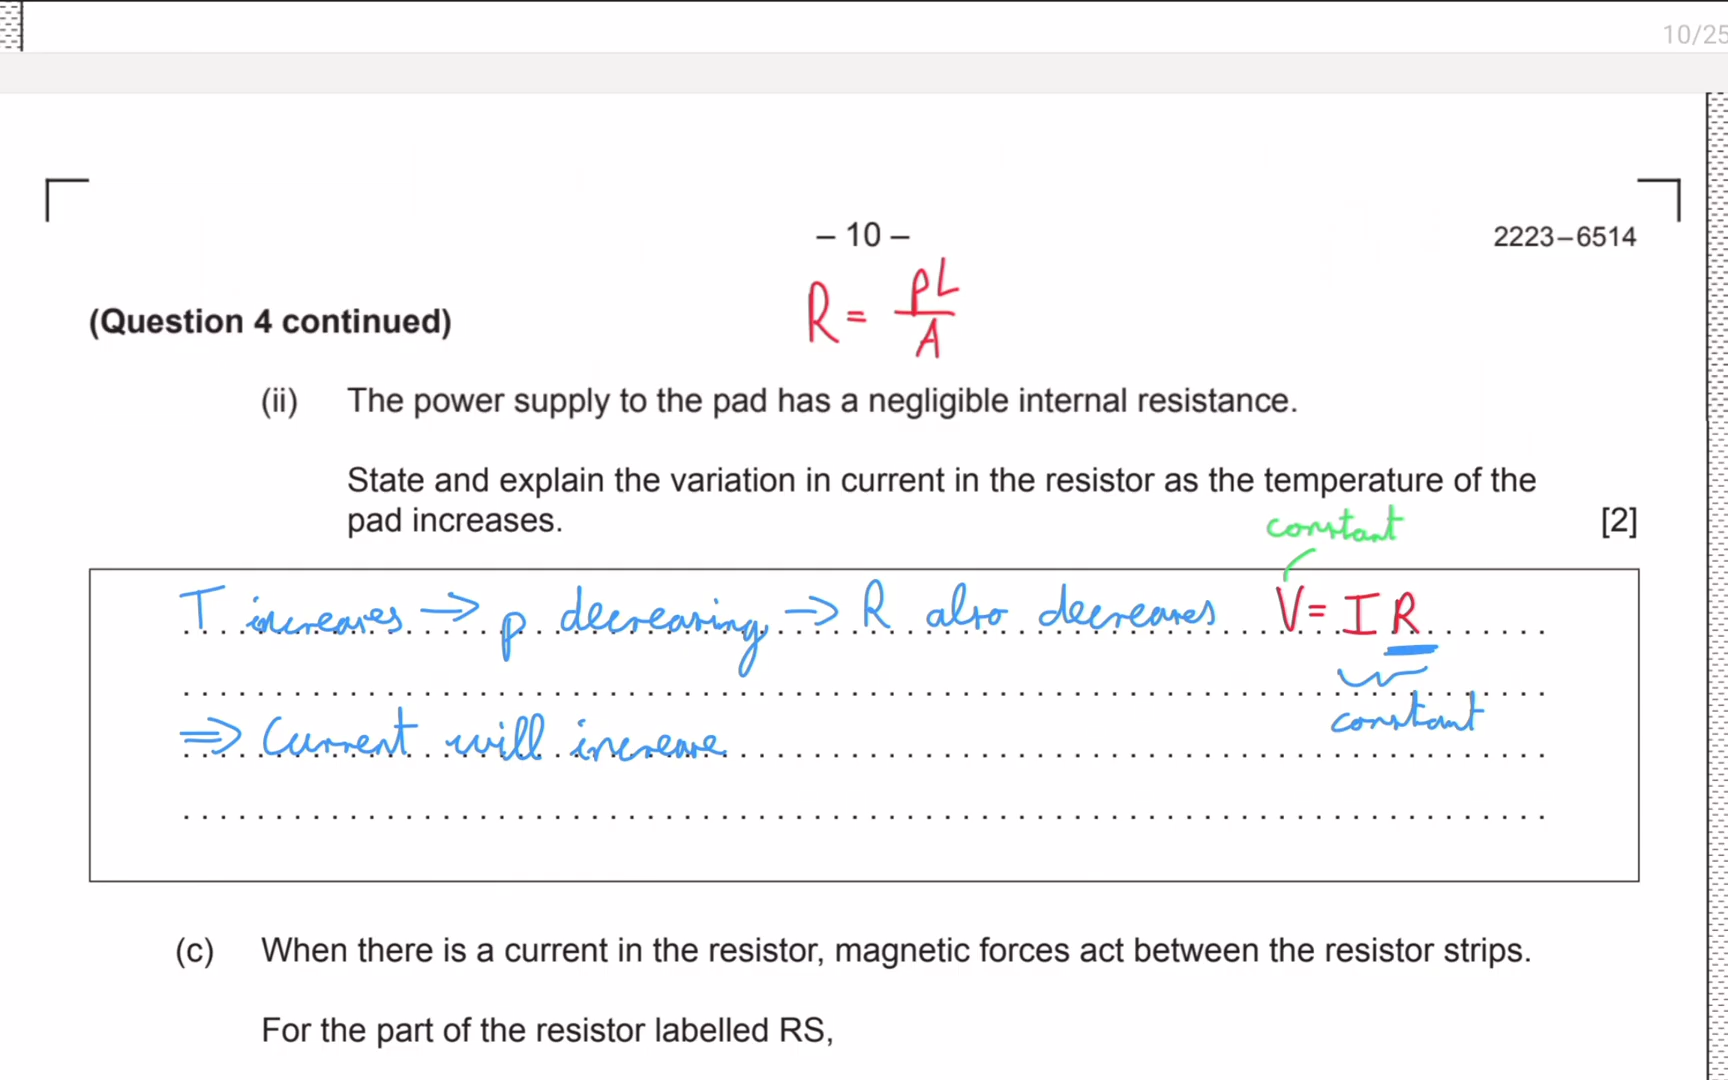 10/25
– 10 –
2223–6514
R = ρL/A
(Question 4 continued)
(ii) The power supply to the pad has a negligible internal resistance.
State and explain the variation in current in the resistor as the temperature of the
pad increases. [2]
constant
T increases → ρ decreasing, → R also decreases V = IR
constant
⇒ Current will increase
(c) When there is a current in the resistor, magnetic forces act between the resistor strips.
For the part of the resistor labelled RS,